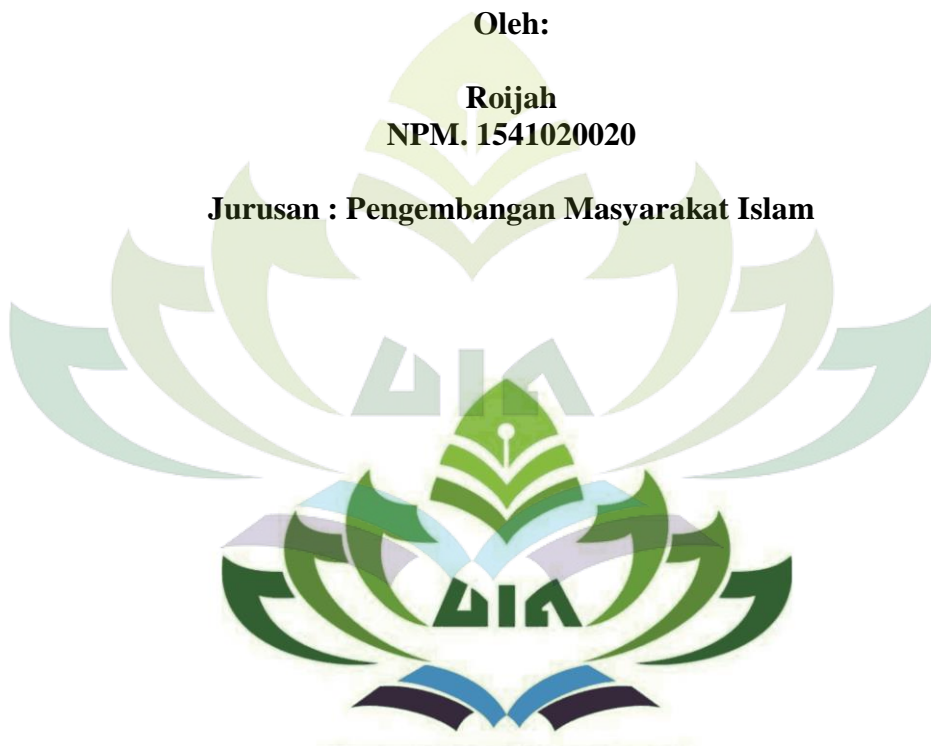 Oleh:
Roijah
NPM. 1541020020
Jurusan : Pengembangan Masyarakat Islam
UIN
UIN